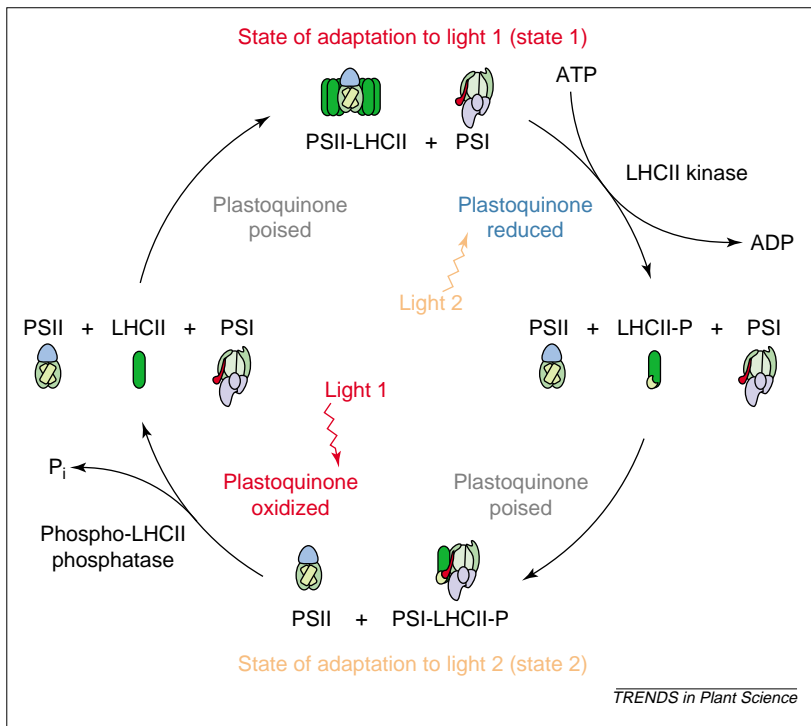 State of adaptation to light 1 (state 1)
ATP
PSII-LHCII + PSI
LHCII kinase
Plastoquinone
poised
Plastoquinone
reduced
ADP
Light 2
PSII + LHCII + PSI
PSII + LHCII-P + PSI
Light 1
Pi
Plastoquinone
oxidized
Plastoquinone
poised
Phospho-LHCII
phosphatase
PSII + PSI-LHCII-P
State of adaptation to light 2 (state 2)
TRENDS in Plant Science